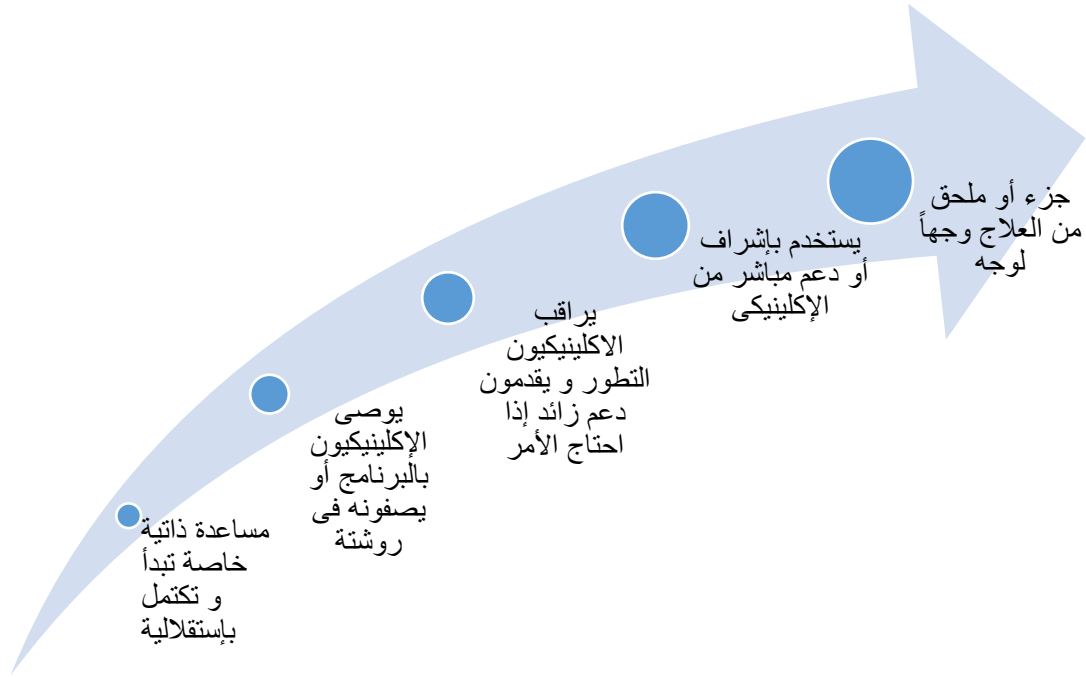 مساعدة ذاتية
خاصة تبدأ
و تكتمل
بإستقلالية
يوصى
الإكلينيكيون
بالبرنامج أو
يصفونه فى
روشتة
يراقب
الاكلينيكيون
التطور و يقدمون
دعم زائد إذا
احتاج الأمر
يستخدم بإشراف
أو دعم مباشر من
الإكلينيكى
جزء أو ملحق
من العلاج وجهاً
لوجه